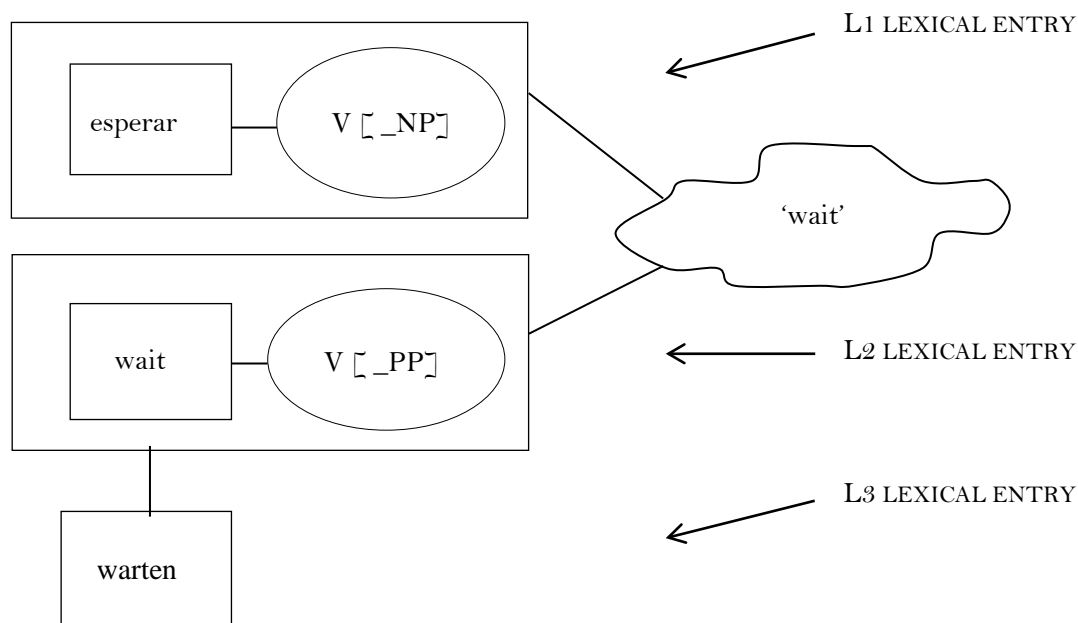 L1 LEXICAL ENTRY
esperar
V [ _NP]
‘wait’
wait
V [ _PP]
L2 LEXICAL ENTRY
L3 LEXICAL ENTRY
warten